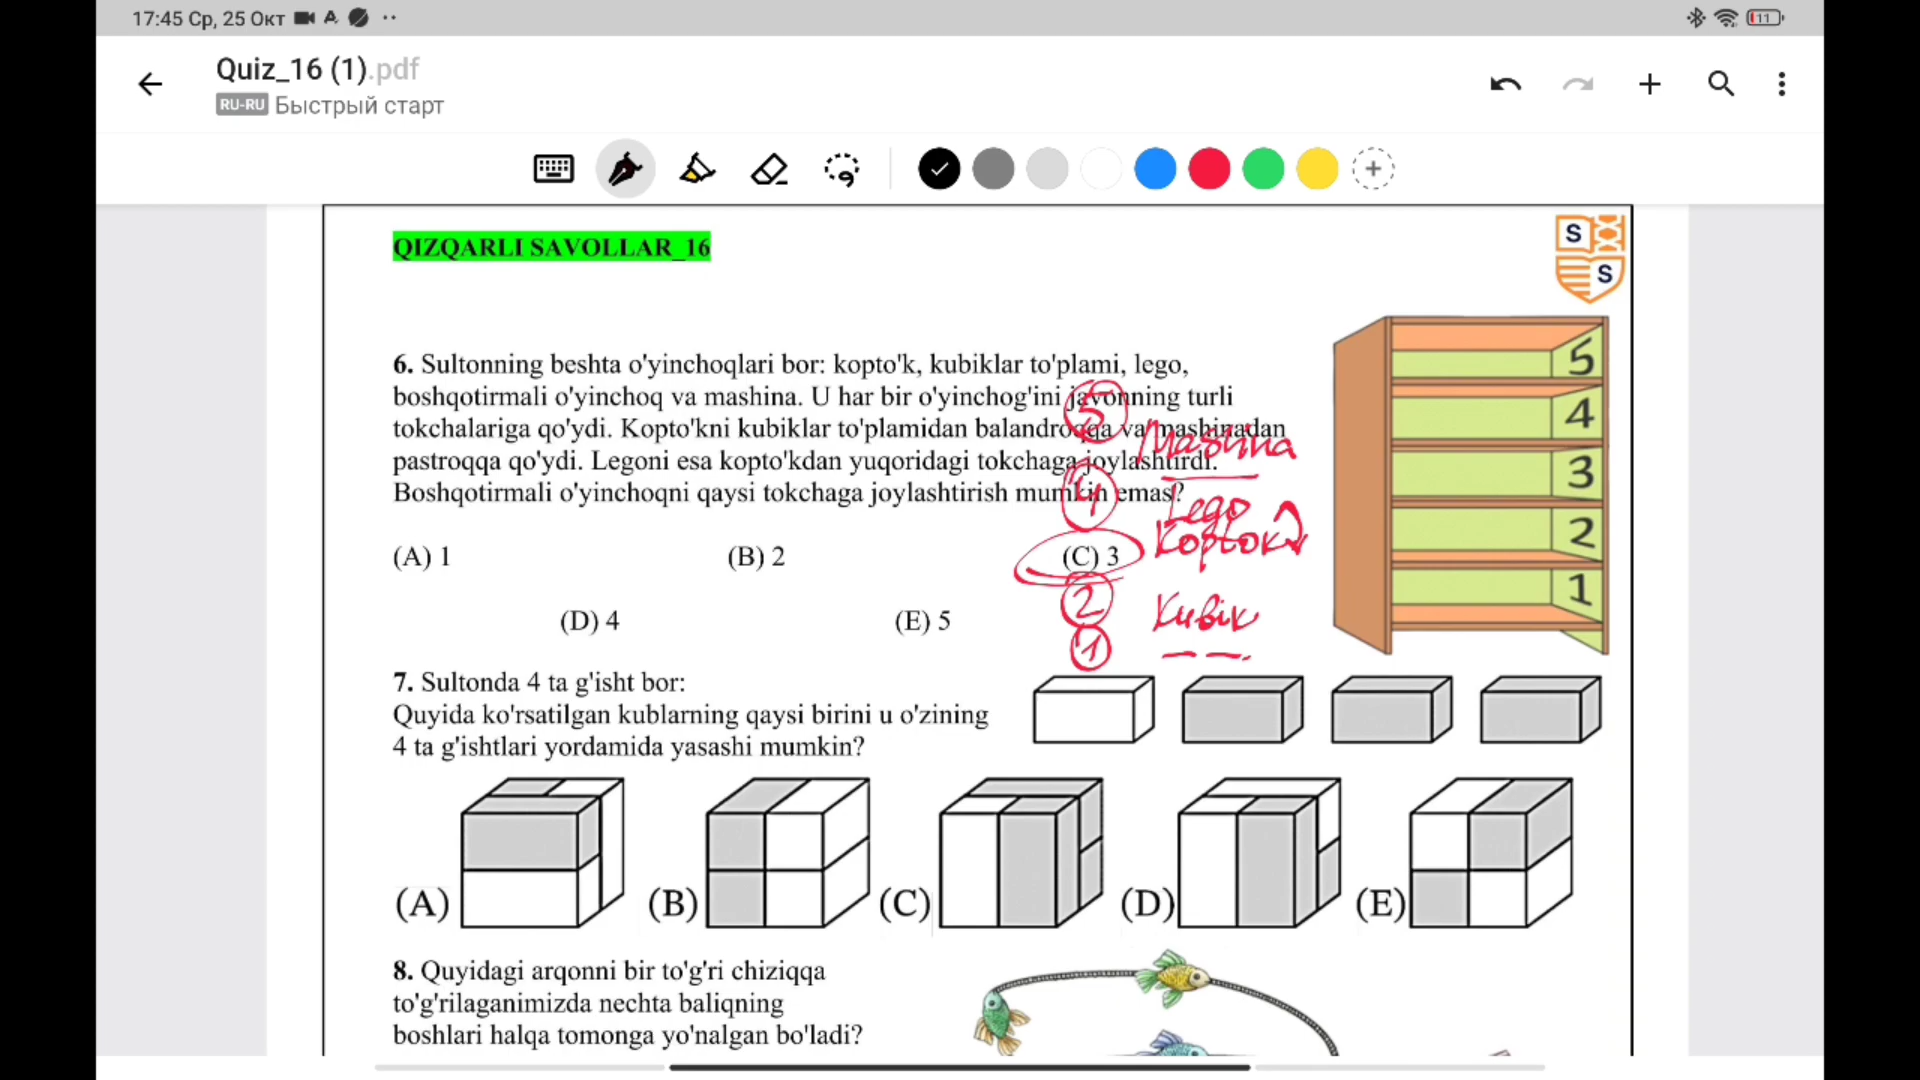 17:45 Ср, 25 Окт
11
Quiz_16 (1).pdf
RU-RU Быстрый старт
QIZQARLI SAVOLLAR_16
S
S
6. Sultonning beshta o'yinchoqlari bor: kopto'k, kubiklar to'plami, lego,
boshqotirmali o'yinchoq va mashina. U har bir o'yinchog'ini javonning turli
tokchalariga qo'ydi. Kopto'kni kubiklar to'plamidan balandroqqa va mashinadan
pastroqqa qo'ydi. Legoni esa kopto'kdan yuqoridagi tokchaga joylashtirdi.
Boshqotirmali o'yinchoqni qaysi tokchaga joylashtirish mumkin emas?
5 Mashina
4 Lego
Koptok
2 Kubik
1
(A) 1
(B) 2
(C) 3
(D) 4
(E) 5
5
4
3
2
1
7. Sultonda 4 ta g'isht bor:
Quyida ko'rsatilgan kublarning qaysi birini u o'zining
4 ta g'ishtlari yordamida yasashi mumkin?
(A)
(B)
(C)
(D)
(E)
8. Quyidagi arqonni bir to'g'ri chiziqqa
to'g'rilaganimizda nechta baliqning
boshlari halqa tomonga yo'nalgan bo'ladi?